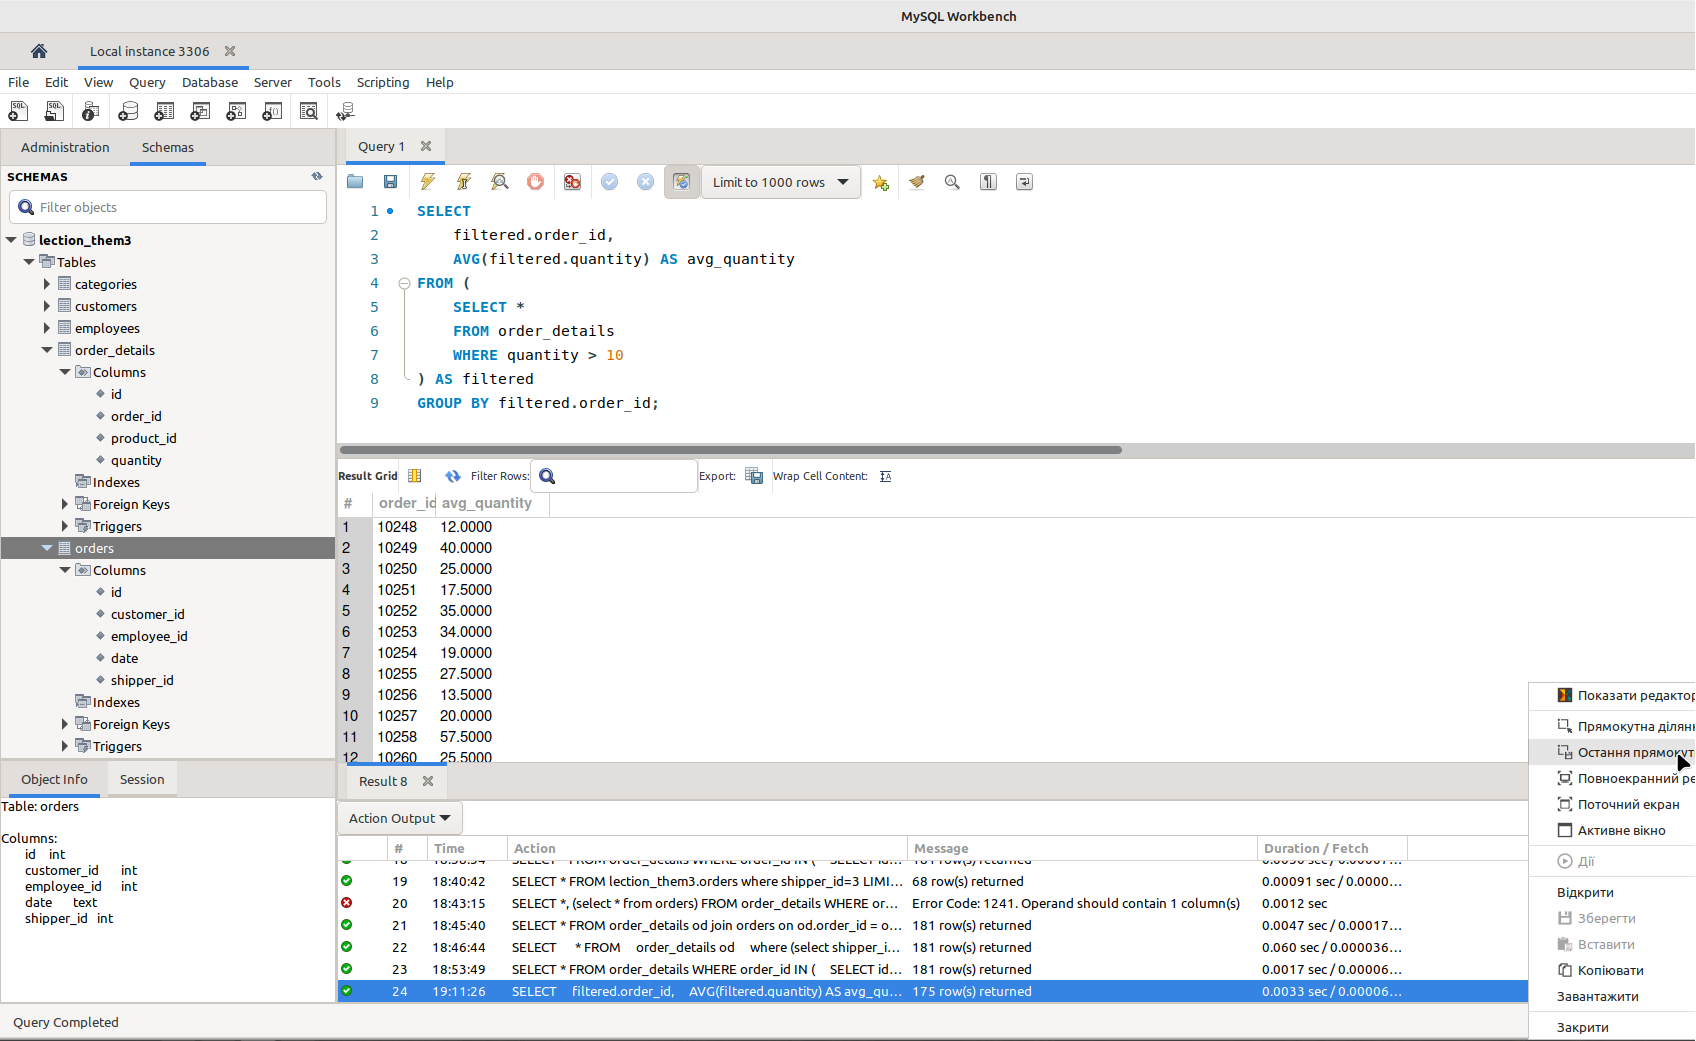 MySQL Workbench
Local instance 3306
File Edit View Query Database Server Tools Scripting Help
Administration Schemas
Query 1
SCHEMAS
Limit to 1000 rows
Filter objects
lection_them3
Tables
categories
customers
employees
order_details
Columns
id
order_id
product_id
quantity
Indexes
Foreign Keys
Triggers
orders
Columns
id
customer_id
employee_id
date
shipper_id
Indexes
Foreign Keys
Triggers
1 SELECT
2 filtered.order_id,
3 AVG(filtered.quantity) AS avg_quantity
4 FROM (
5 SELECT *
6 FROM order_details
7 WHERE quantity > 10
8 ) AS filtered
9 GROUP BY filtered.order_id;
Result Grid Filter Rows: Export: Wrap Cell Content:
# order_id avg_quantity
1 10248 12.0000
2 10249 40.0000
3 10250 25.0000
4 10251 17.5000
5 10252 35.0000
6 10253 34.0000
7 10254 19.0000
8 10255 27.5000
9 10256 13.5000
10 10257 20.0000
11 10258 57.5000
12 10260 25.5000
Result 8
Object Info Session
Table: orders
Columns:
id int
customer_id int
employee_id int
date text
shipper_id int
Action Output
# Time Action Message Duration / Fetch
19 18:40:42 SELECT * FROM lection_them3.orders where shipper_id=3 LIMI... 68 row(s) returned 0.00091 sec / 0.0000...
20 18:43:15 SELECT *, (select * from orders) FROM order_details WHERE or... Error Code: 1241. Operand should contain 1 column(s) 0.0012 sec
21 18:45:40 SELECT * FROM order_details od join orders on od.order_id = o... 181 row(s) returned 0.0047 sec / 0.00017...
22 18:46:44 SELECT * FROM order_details od where (select shipper_i... 181 row(s) returned 0.060 sec / 0.000036...
23 18:53:49 SELECT * FROM order_details WHERE order_id IN ( SELECT id... 181 row(s) returned 0.0017 sec / 0.00006...
24 19:11:26 SELECT filtered.order_id, AVG(filtered.quantity) AS avg_qu... 175 row(s) returned 0.0033 sec / 0.00006...
Показати редактор
Прямокутна ділян
Остання прямокут
Повноекранний ре
Поточний екран
Активне вікно
Дії
Відкрити
Зберегти
Вставити
Копіювати
Завантажити
Закрити
Query Completed